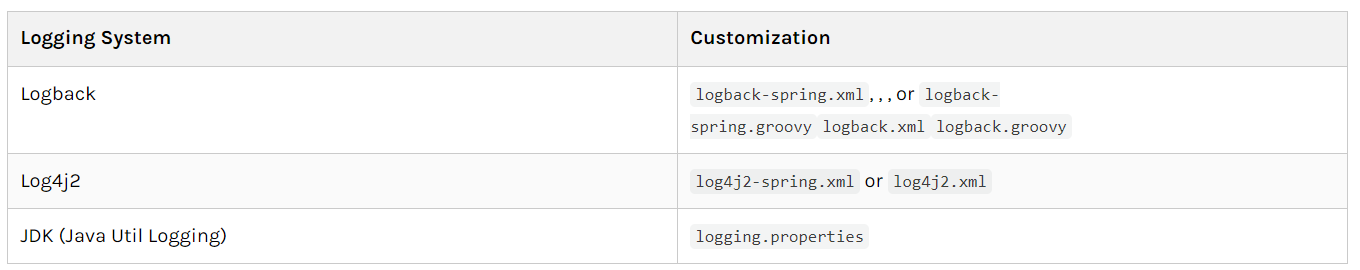 Logging System
Customization
Logback
logback-spring.xml , , , or logback-
spring.groovy logback.xml logback.groovy
Log4j2
log4j2-spring.xml or log4j2.xml
JDK (Java Util Logging)
logging.properties